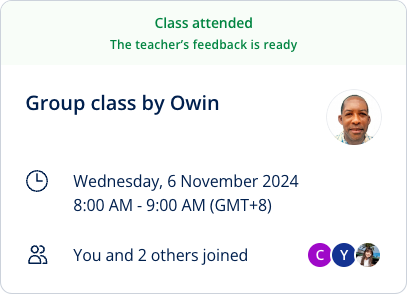 Class attended
The teacher's feedback is ready
Group class by Owin
Wednesday, 6 November 2024
8:00 AM - 9:00 AM (GMT+8)
You and 2 others joined
C Y